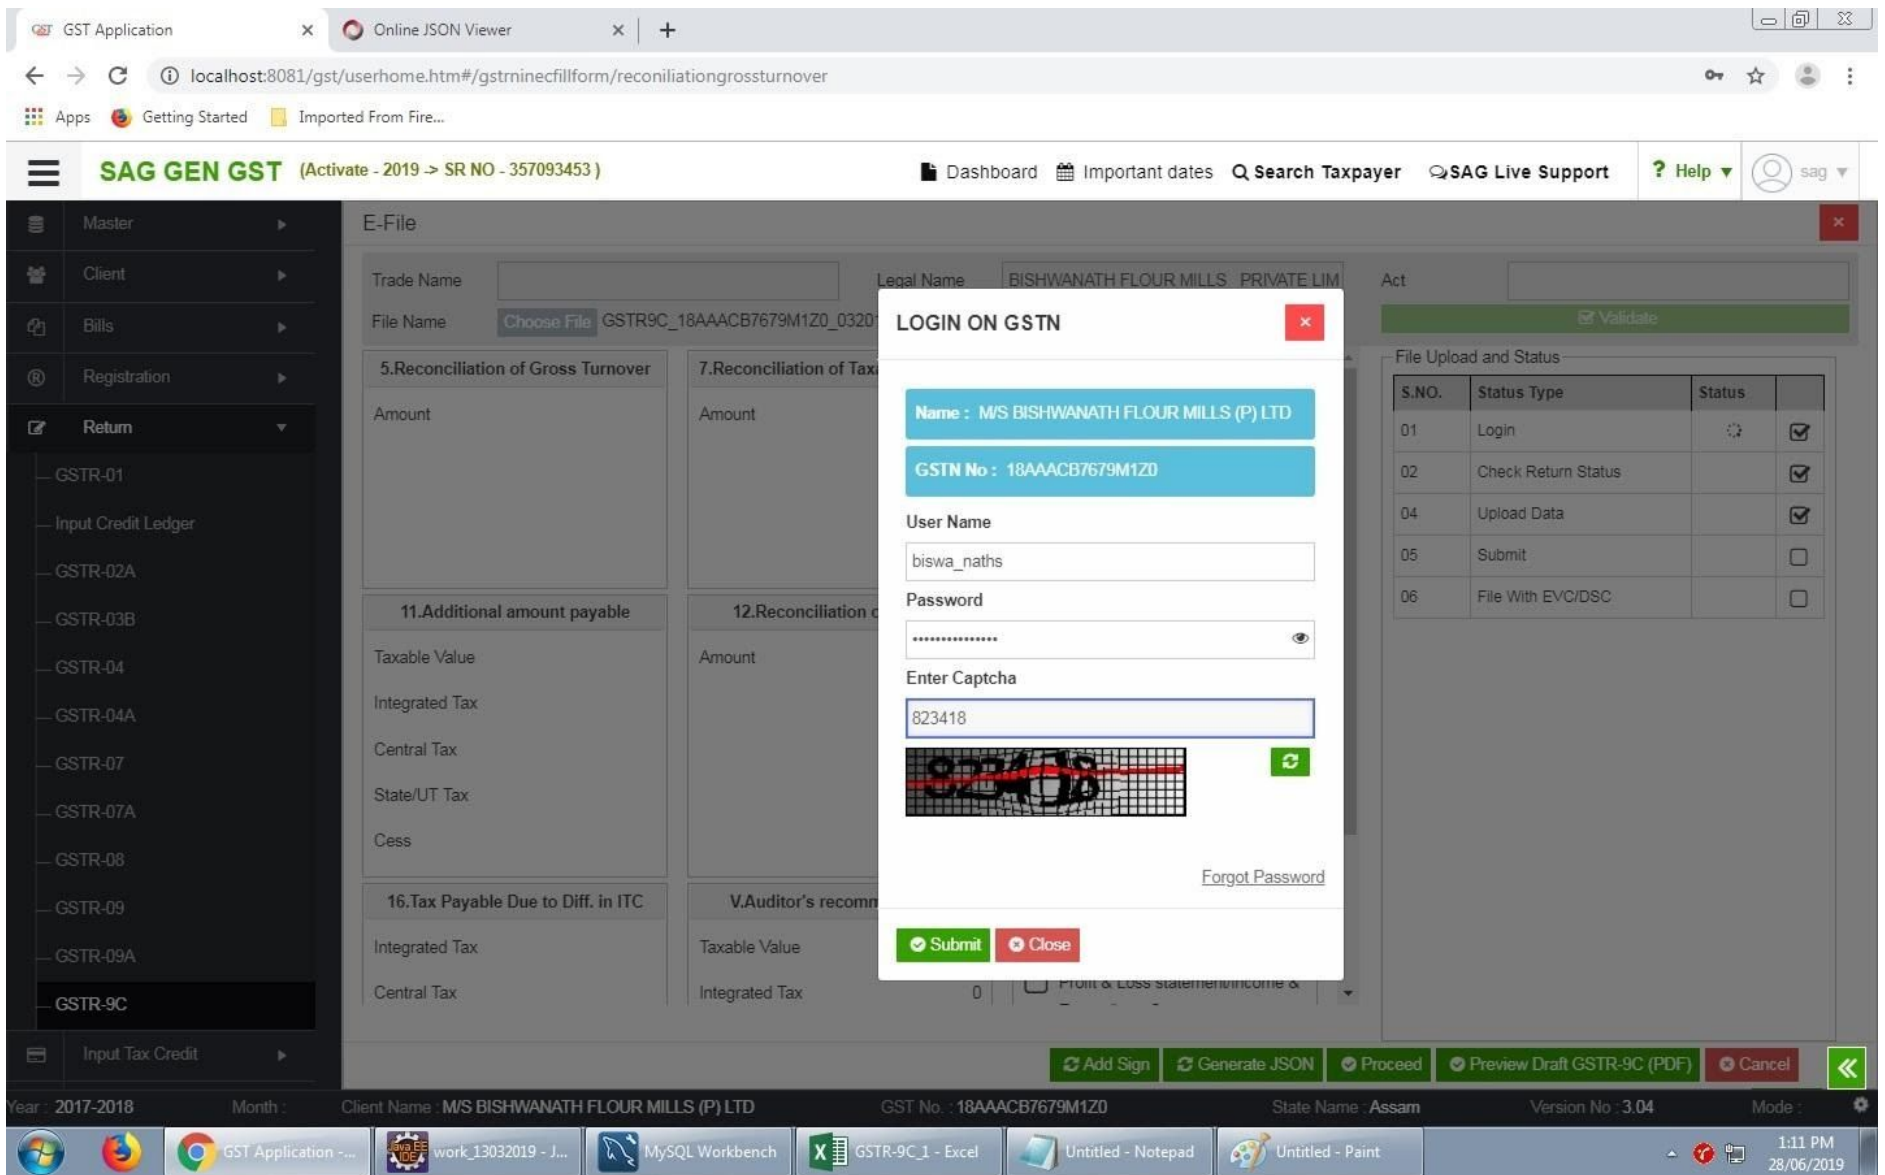 GST Application
Online JSON Viewer
localhost:8081/gst/userhome.htm#/gstrninecfillform/reconiliationgrossturnover
Apps Getting Started Imported From Fire...
SAG GEN GST (Activate - 2019 -> SR NO - 357093453 ) Dashboard Important dates Search Taxpayer SAG Live Support ? Help sag
Master
Client
Bills
Registration
Return
GSTR-01
Input Credit Ledger
GSTR-02A
GSTR-03B
GSTR-04
GSTR-04A
GSTR-07
GSTR-07A
GSTR-08
GSTR-09
GSTR-09A
GSTR-9C
Input Tax Credit
E-File
Trade Name Legal Name BISHWANATH FLOUR MILLS PRIVATE LIM Act
File Name Choose File GSTR9C_18AAACB7679M1Z0_0320 Validate
5.Reconciliation of Gross Turnover
Amount
7.Reconciliation of Tax
Amount
11.Additional amount payable
Taxable Value
Integrated Tax
Central Tax
State/UT Tax
Cess
12.Reconciliation
Amount
16.Tax Payable Due to Diff. in ITC
Integrated Tax
Central Tax
V.Auditor's recomm
Taxable Value
Integrated Tax 0
Profit & Loss statement/Income &
LOGIN ON GSTN
Name : M/S BISHWANATH FLOUR MILLS (P) LTD
GSTN No : 18AAACB7679M1Z0
User Name
biswa_naths
Password
Enter Captcha
823418
823418
Forgot Password
Submit Close
File Upload and Status
S.NO. Status Type Status
01 Login
02 Check Return Status
04 Upload Data
05 Submit
06 File With EVC/DSC
Add Sign Generate JSON Proceed Preview Draft GSTR-9C (PDF) Cancel
Year : 2017-2018 Month : Client Name : M/S BISHWANATH FLOUR MILLS (P) LTD GST No. : 18AAACB7679M1Z0 State Name : Assam Version No : 3.04 Mode :
GST Application -... work_13032019 - J... MySQL Workbench GSTR-9C_1 - Excel Untitled - Notepad Untitled - Paint
1:11 PM
28/06/2019